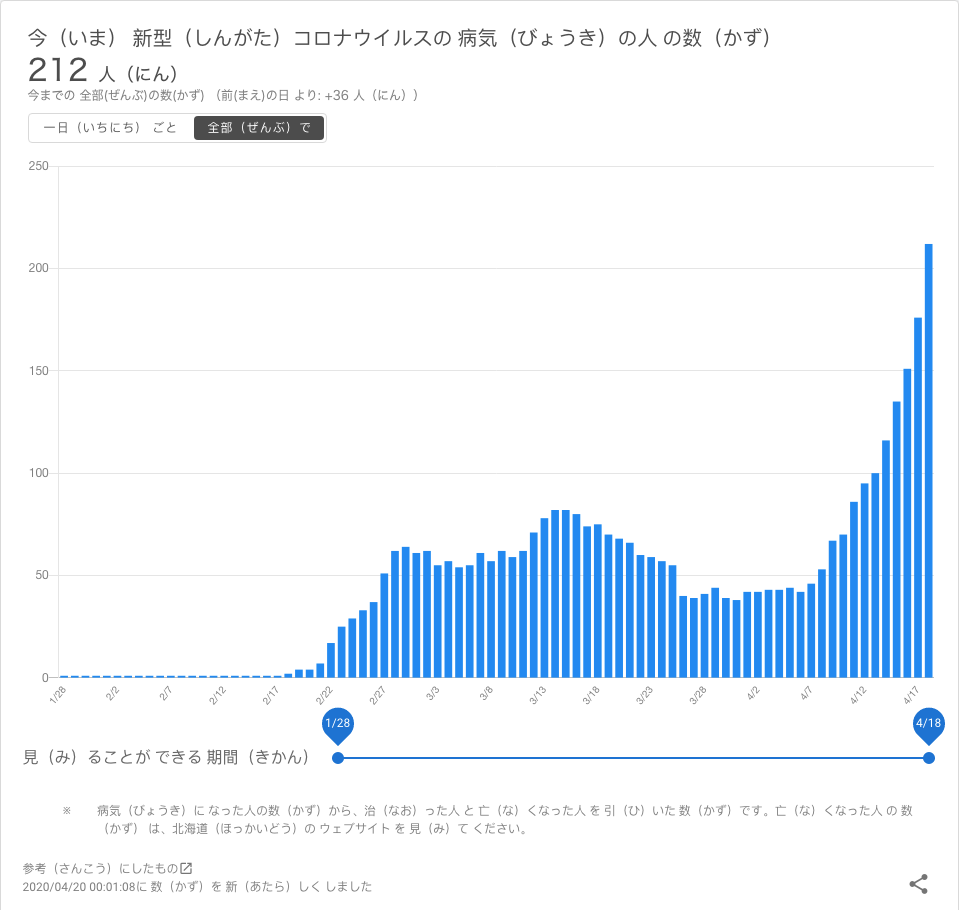 今（いま） 新型（しんがた）コロナウイルスの 病気（びょうき）の人 の数（かず）
212 人（にん）
今までの 全部(ぜんぶ)の数(かず) （前(まえ)の日 より: +36 人（にん））
一日（いちにち） ごと 全部（ぜんぶ）で
250
200
150
100
50
0
1/28 2/2 2/7 2/12 2/17 2/22 2/27 3/3 3/8 3/13 3/18 3/23 3/28 4/2 4/7 4/12 4/17
1/28 4/18
見（み）ることが できる 期間（きかん）
※ 病気（びょうき）に なった人の数（かず）から、治（なお）った人 と 亡（な）くなった人 を 引（ひ）いた 数（かず）です。亡（な）くなった人 の 数
（かず） は、北海道（ほっかいどう）の ウェブサイト を 見（み）て ください。
参考（さんこう）にしたもの
2020/04/20 00:01:08に 数（かず）を 新（あたら）しく しました